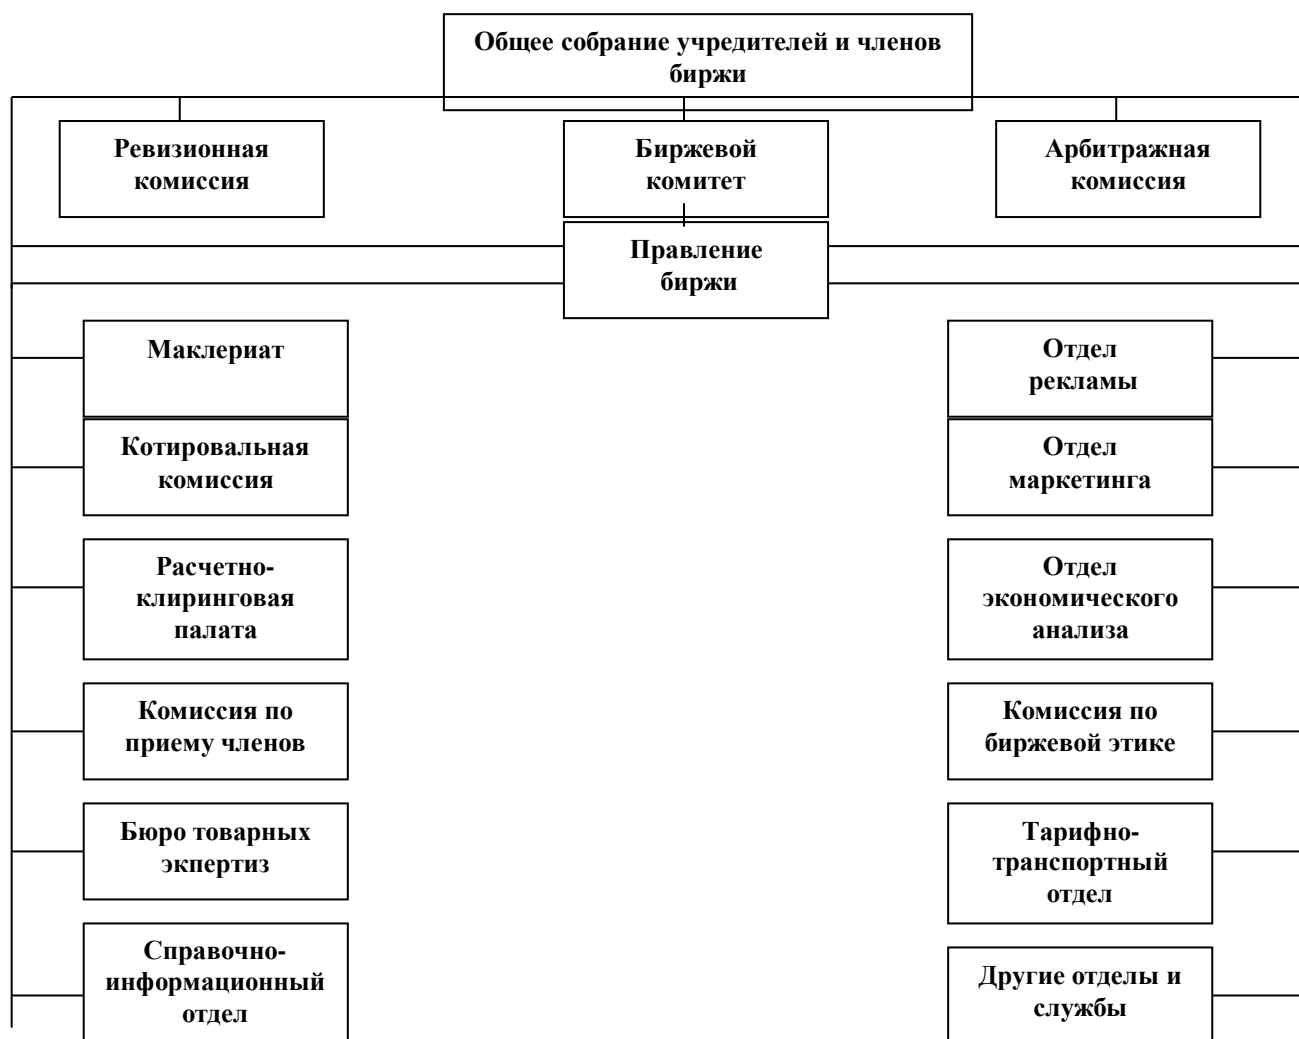 Общее собрание учредителей и членов
биржи
Ревизионная
комиссия
Биржевой
комитет
Арбитражная
комиссия
Правление
биржи
Маклериат
Отдел
рекламы
Котировальная
комиссия
Отдел
маркетинга
Расчетно-
клиринговая
палата
Отдел
экономического
анализа
Комиссия по
приему членов
Комиссия по
биржевой этике
Бюро товарных
экпертиз
Тарифно-
транспортный
отдел
Справочно-
информационный
отдел
Другие отделы и
службы